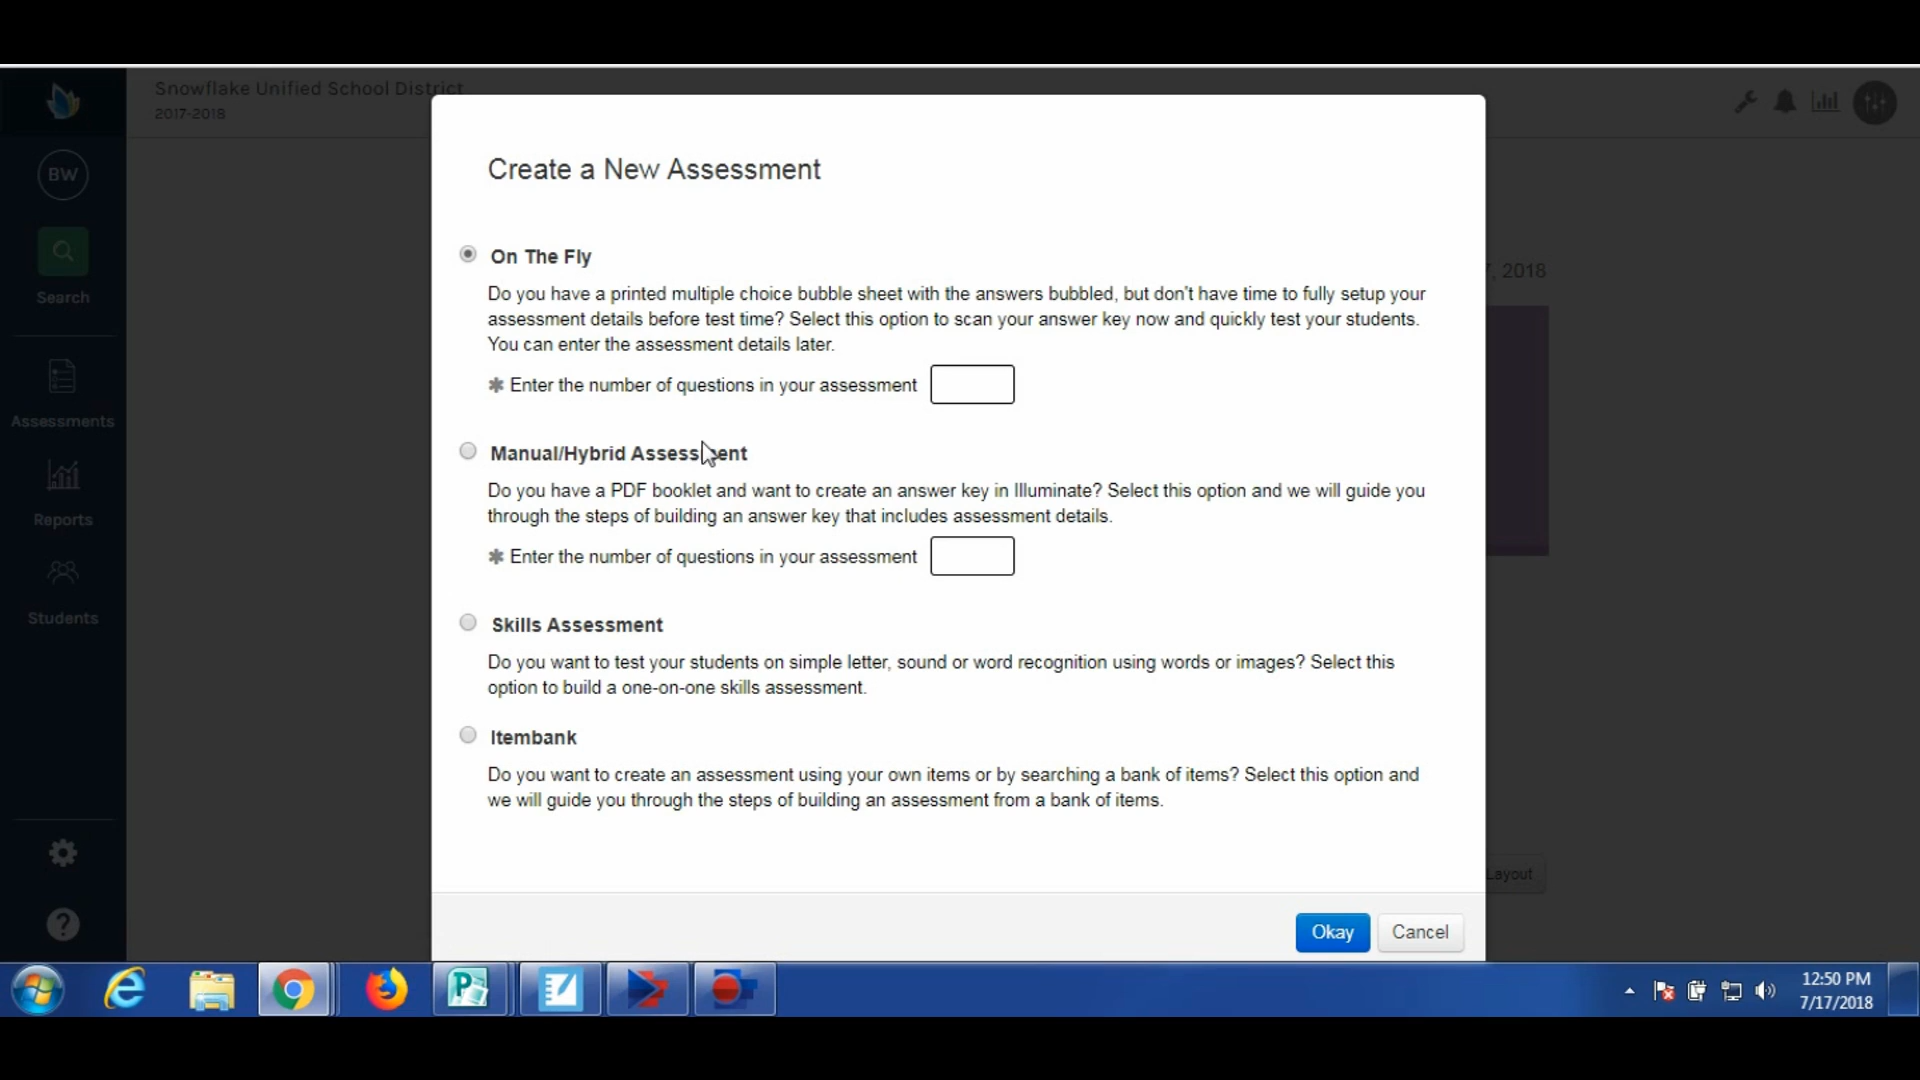 Snowflake Unified School District
2017-2018
BW
Search
Assessments
Reports
Students
Create a New Assessment
On The Fly
Do you have a printed multiple choice bubble sheet with the answers bubbled, but don't have time to fully setup your
assessment details before test time? Select this option to scan your answer key now and quickly test your students.
You can enter the assessment details later.
✱ Enter the number of questions in your assessment
Manual/Hybrid Assessment
Do you have a PDF booklet and want to create an answer key in Illuminate? Select this option and we will guide you
through the steps of building an answer key that includes assessment details.
✱ Enter the number of questions in your assessment
Skills Assessment
Do you want to test your students on simple letter, sound or word recognition using words or images? Select this
option to build a one-on-one skills assessment.
Itembank
Do you want to create an assessment using your own items or by searching a bank of items? Select this option and
we will guide you through the steps of building an assessment from a bank of items.
Okay
Cancel
, 2018
Layout
12:50 PM
7/17/2018